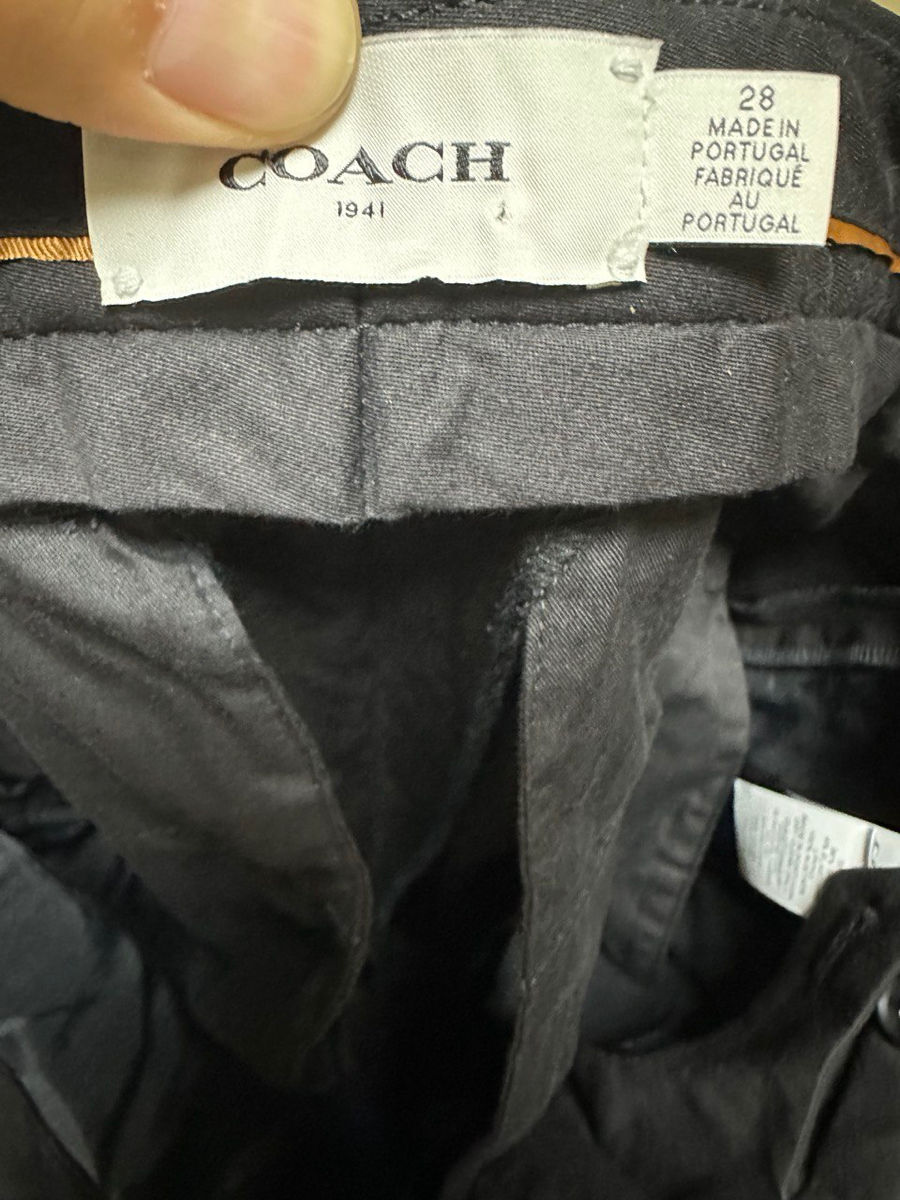 COACH
1941
28
MADE IN
PORTUGAL
FABRIQUÉ
AU
PORTUGAL